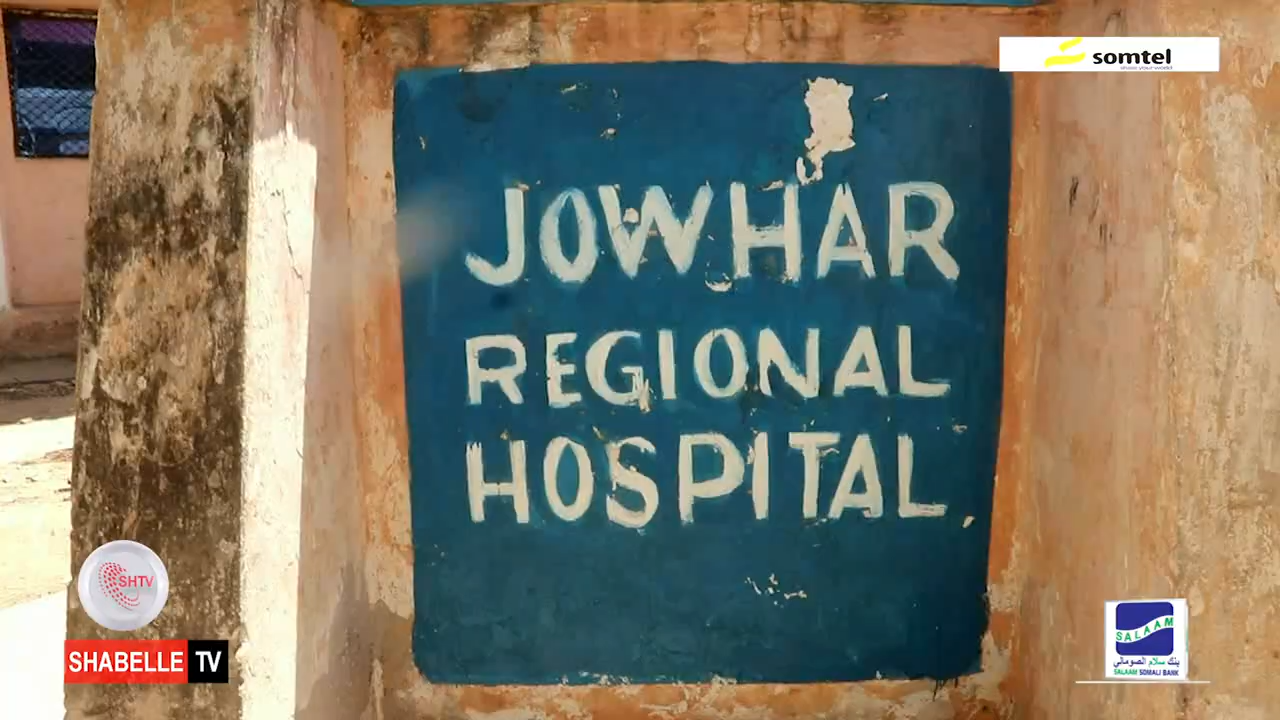 somtel
JOWHAR
REGIONAL
HOSPITAL
SHTV
SHABELLE TV
SALAAM
بنك سلام الصومالي
SALAAM SOMALI BANK